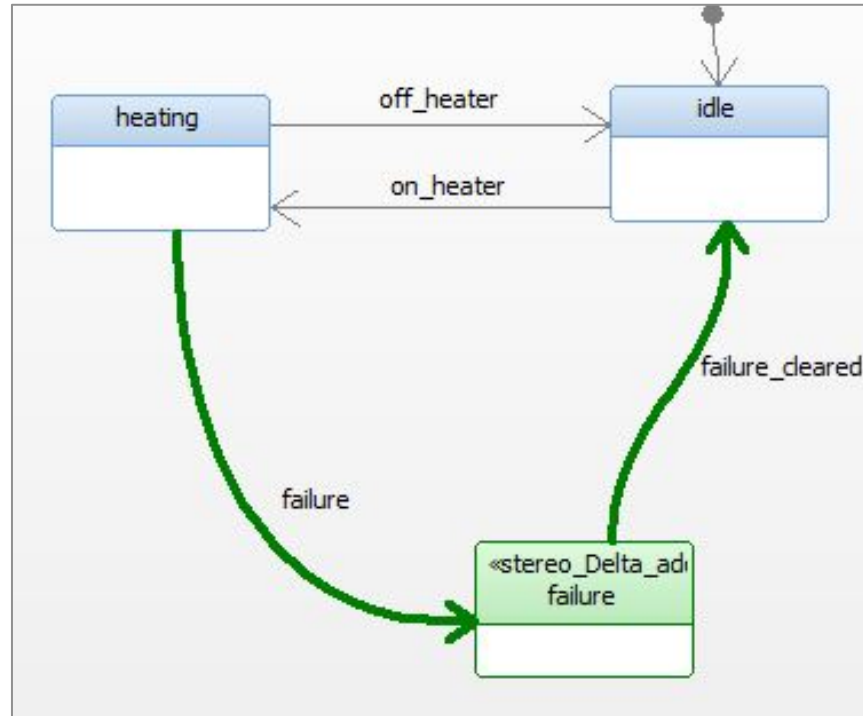 off_heater
heating
idle
on_heater
failure_cleared
failure
«stereo_Delta_ad
failure